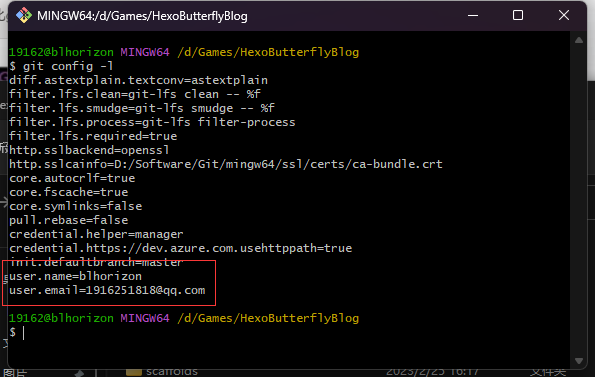 MINGW64:/d/Games/HexoButterflyBlog
19162@blhorizon MINGW64 /d/Games/HexoButterflyBlog
$ git config -l
diff.astextplain.textconv=astextplain
filter.lfs.clean=git-lfs clean -- %f
filter.lfs.smudge=git-lfs smudge -- %f
filter.lfs.process=git-lfs filter-process
filter.lfs.required=true
http.sslbackend=openssl
http.sslcainfo=D:/Software/Git/mingw64/ssl/certs/ca-bundle.crt
core.autocrlf=true
core.fscache=true
core.symlinks=false
pull.rebase=false
credential.helper=manager
credential.https://dev.azure.com.usehttppath=true
init.defaultbranch=master
user.name=blhorizon
user.email=1916251818@qq.com
19162@blhorizon MINGW64 /d/Games/HexoButterflyBlog
$
图片 scaffolds 2023/2/25 16:17 文件夹